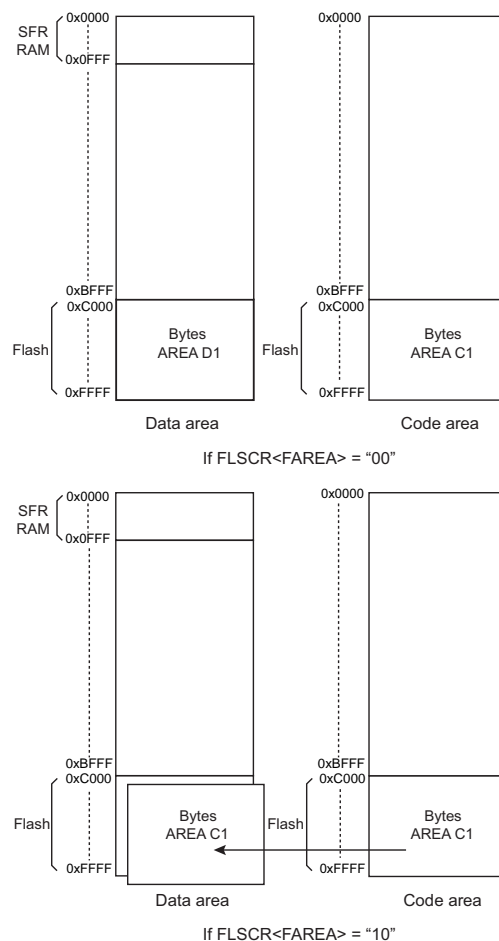 0x0000
0x0000
SFR
RAM
0x0FFF
0xBFFF
0xBFFF
0xC000
0xC000
Bytes
AREA D1
Bytes
AREA C1
Flash
Flash
0xFFFF
0xFFFF
Data area
Code area
If FLSCR<FAREA> = “00”
0x0000
0x0000
SFR
RAM
0x0FFF
0xBFFF
0xBFFF
0xC000
0xC000
Bytes
AREA C1
Bytes
AREA C1
Flash
Flash
0xFFFF
0xFFFF
Data area
Code area
If FLSCR<FAREA> = “10”